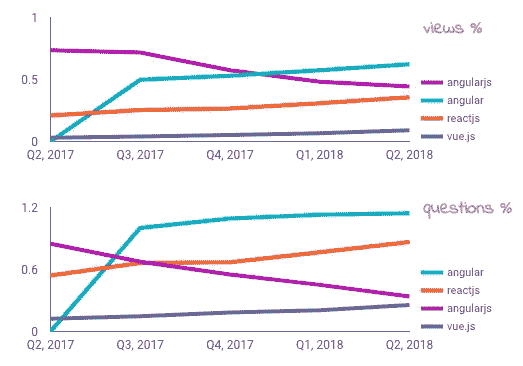 views %
1
0.5
0
Q2, 2017 Q3, 2017 Q4, 2017 Q1, 2018 Q2, 2018
angularjs
angular
reactjs
vue.js
questions %
1.2
0.6
0
Q2, 2017 Q3, 2017 Q4, 2017 Q1, 2018 Q2, 2018
angular
reactjs
angularjs
vue.js